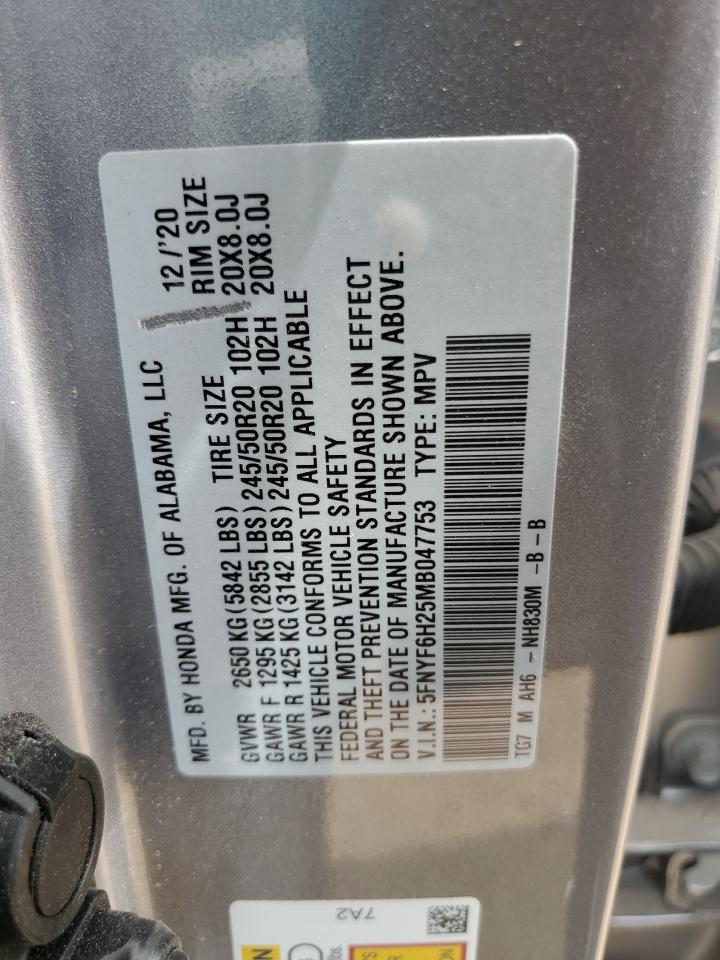 MFD. BY HONDA MFG. OF ALABAMA, LLC 12/'20
GVWR 2650 KG(5842 LBS) TIRE SIZE RIM SIZE
GAWR F 1295 KG(2855 LBS)245/50R20 102H 20X8.0J
GAWR R 1425 KG(3142 LBS)245/50R20 102H 20X8.0J
THIS VEHICLE CONFORMS TO ALL APPLICABLE
FEDERAL MOTOR VEHICLE SAFETY
AND THEFT PREVENTION STANDARDS IN EFFECT
ON THE DATE OF MANUFACTURE SHOWN ABOVE.
V.I.N.: 5FNYF6H25MB047753 TYPE: MPV
TG7 M AH6 - NH830M -B-B
7A2
lbs.